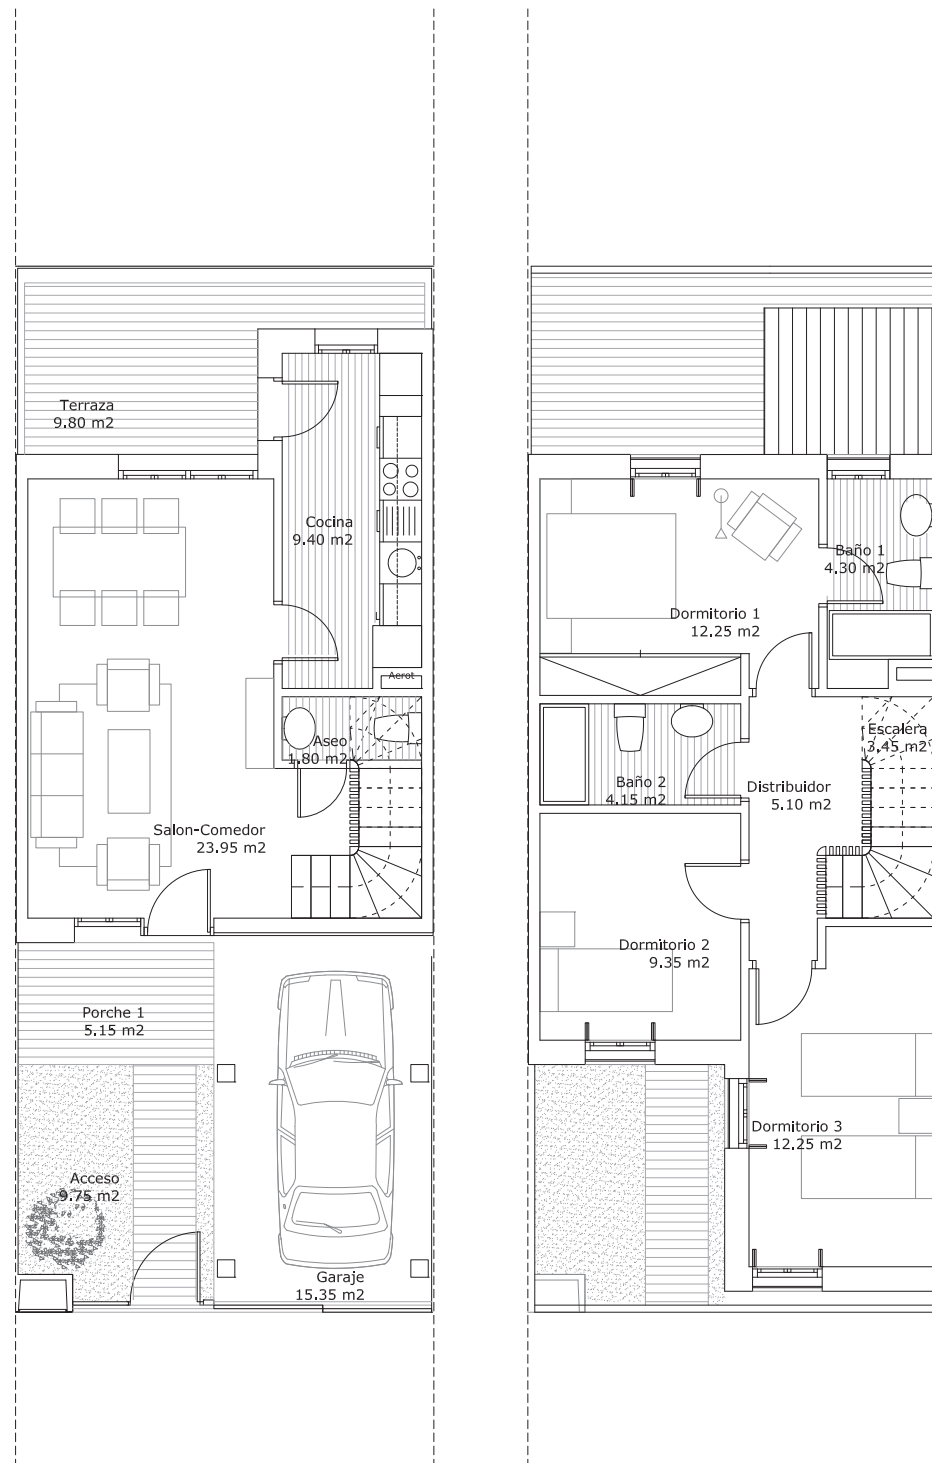 Terraza
9.80 m2
Cocina
9.40 m2
Aerot
Aseo
1.80 m2
Salon-Comedor
23.95 m2
Porche 1
5.15 m2
Acceso
9.75 m2
Garaje
15.35 m2
Baño 1
4.30 m2
Dormitorio 1
12.25 m2
Escalera
3.45 m2
Baño 2
4.15 m2
Distribuidor
5.10 m2
Dormitorio 2
9.35 m2
Dormitorio 3
12.25 m2